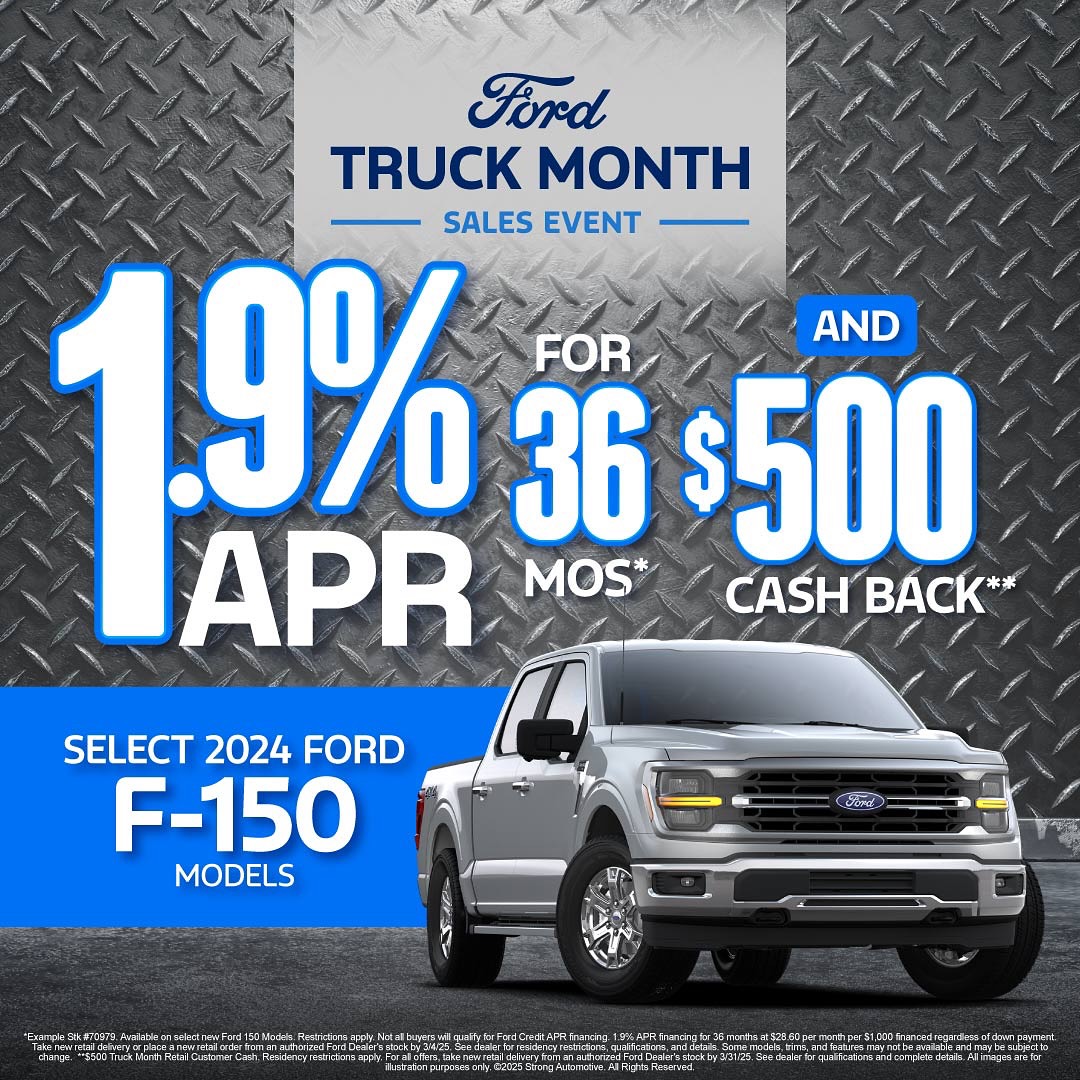 Ford
TRUCK MONTH
SALES EVENT
1.9%
APR
FOR
36
MOS*
AND
$500
CASH BACK**
SELECT 2024 FORD
F-150
MODELS
Ford
*Example Stk #70979. Available on select new Ford 150 Models. Restrictions apply. Not all buyers will qualify for Ford Credit APR financing. 1.9% APR financing for 36 months at $28.60 per month per $1,000 financed regardless of down payment.
Take new retail delivery or place a new retail order from an authorized Ford Dealer's stock by 3/4/25. See dealer for residency restrictions, qualifications, and details. Some models, trims, and features may not be available and may be subject to
change. **$500 Truck Month Retail Customer Cash. Residency restrictions apply. For all offers, take new retail delivery from an authorized Ford Dealer's stock by 3/31/25. See dealer for qualifications and complete details. All images are for
illustration purposes only. ©2025 Strong Automotive. All Rights Reserved.